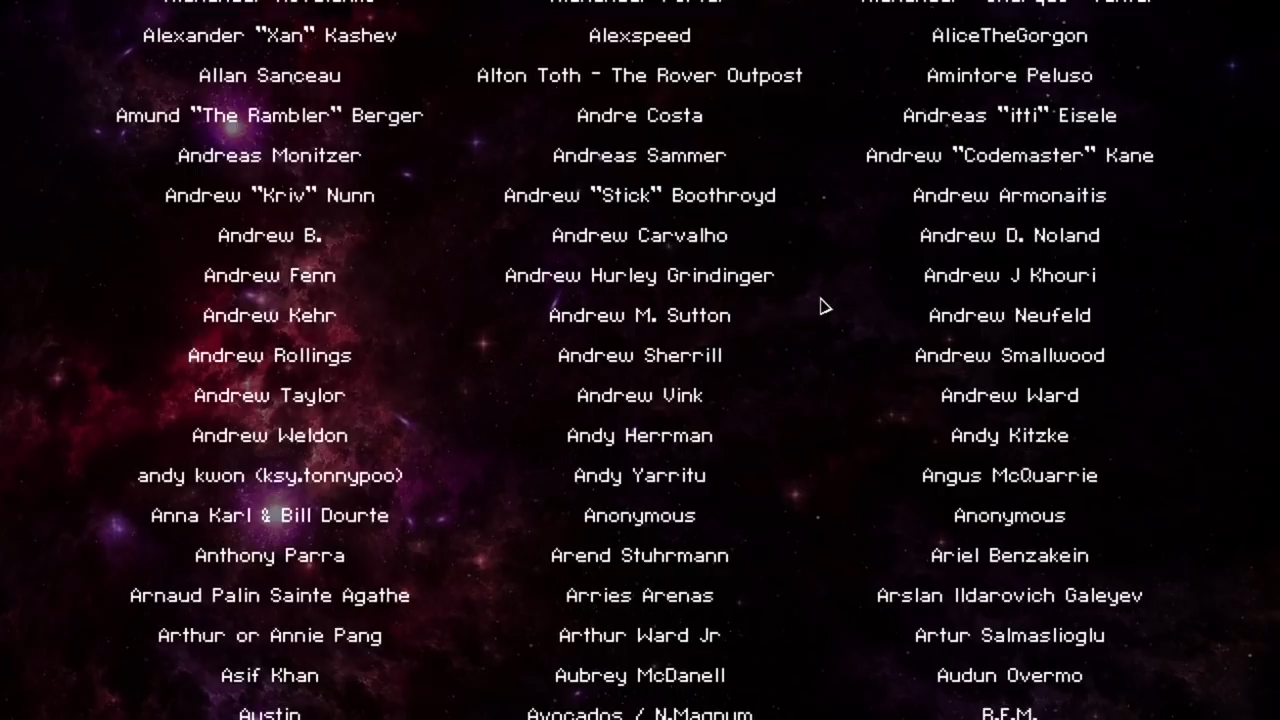 Alexander "Xan" Kashev Alexspeed AliceTheGorgon
Allan Sanceau Alton Toth - The Rover Outpost Amintore Peluso
Amund "The Rambler" Berger Andre Costa Andreas "itti" Eisele
Andreas Monitzer Andreas Sammer Andrew "Codemaster" Kane
Andrew "Kriv" Nunn Andrew "Stick" Boothroyd Andrew Armonaitis
Andrew B. Andrew Carvalho Andrew D. Noland
Andrew Fenn Andrew Hurley Grindinger Andrew J Khouri
Andrew Kehr Andrew M. Sutton Andrew Neufeld
Andrew Rollings Andrew Sherrill Andrew Smallwood
Andrew Taylor Andrew Vink Andrew Ward
Andrew Weldon Andy Herrman Andy Kitzke
andy kwon (ksy.tonnypoo) Andy Yarritu Angus McQuarrie
Anna Karl & Bill Dourte Anonymous Anonymous
Anthony Parra Arend Stuhrmann Ariel Benzakein
Arnaud Palin Sainte Agathe Arries Arenas Arslan Ildarovich Galeyev
Arthur or Annie Pang Arthur Ward Jr Artur Salmaslioglu
Asif Khan Aubrey McDanell Audun Overmo
Austin Avocados / N.Magnum B.F.M.